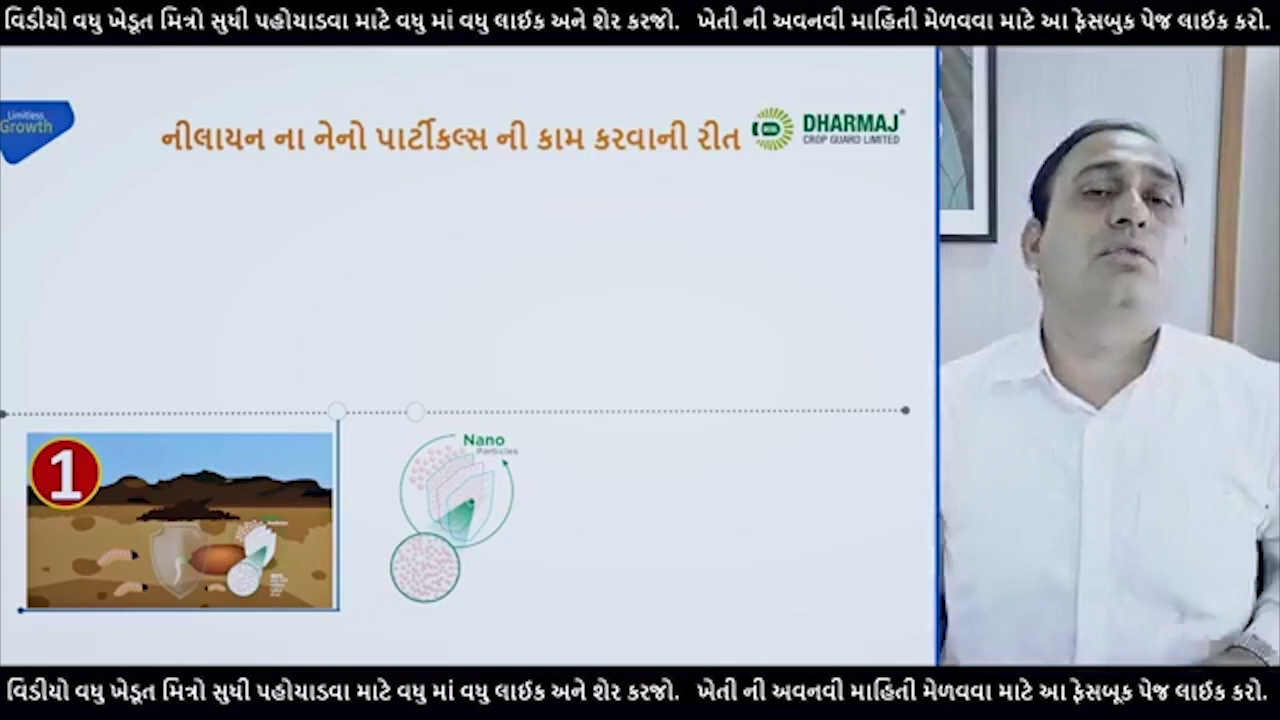 વિડીયો વધુ ખેડૂત મિત્રો સુધી પહોચાડવા માટે વધુ માં વધુ લાઈક અને શેર કરજો. ખેતી ની અવનવી માહિતી મેળવવા માટે આ ફેસબુક પેજ લાઈક કરો.
Limitless
Growth
નીલાયન ના નેનો પાર્ટીકલ્સ ની કામ કરવાની રીત
DHARMAJ
CROP GUARD LIMITED
1
Nano
Particles
વિડીયો વધુ ખેડૂત મિત્રો સુધી પહોચાડવા માટે વધુ માં વધુ લાઈક અને શેર કરજો. ખેતી ની અવનવી માહિતી મેળવવા માટે આ ફેસબૂક પેજ લાઈક કરો.